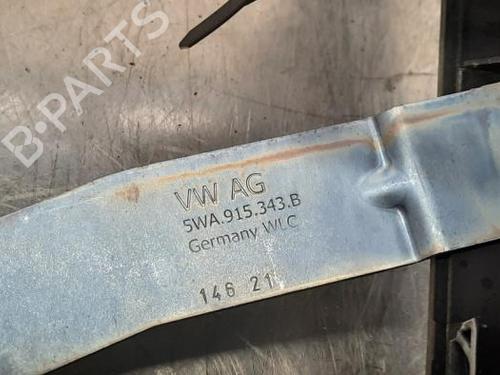 B-PARTS
VW AG
5WA.915.343.B
Germany WLC
146 21